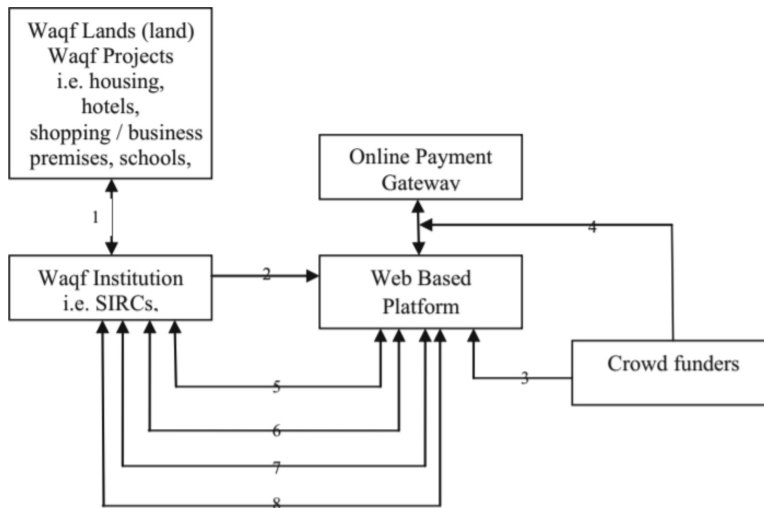 Waqf Lands (land)
Waqf Projects
i.e. housing,
hotels,
shopping / business
premises, schools,
1
Waqf Institution
i.e. SIRCs,
2
Online Payment
Gateway
4
Web Based
Platform
3
Crowd funders
5
6
7
8